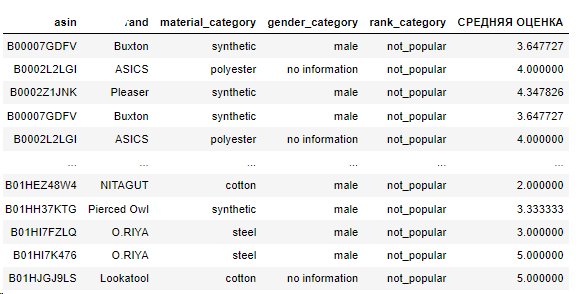 asin rand material_category gender_category rank_category СРЕДНЯЯ ОЦЕНКА
B00007GDFV Buxton synthetic male not_popular 3.647727
B0002L2LGI ASICS polyester no information not_popular 4.000000
B0002Z1JNK Pleaser synthetic male not_popular 4.347826
B00007GDFV Buxton synthetic male not_popular 3.647727
B0002L2LGI ASICS polyester no information not_popular 4.000000
... ... ... ... ... ...
B01HEZ48W4 NITAGUT cotton male not_popular 2.000000
B01HH37KTG Pierced Owl synthetic male not_popular 3.333333
B01HI7FZLQ O.RIYA steel male not_popular 3.000000
B01HI7K476 O.RIYA steel male not_popular 5.000000
B01HJGJ9LS Lookatool cotton no information not_popular 5.000000